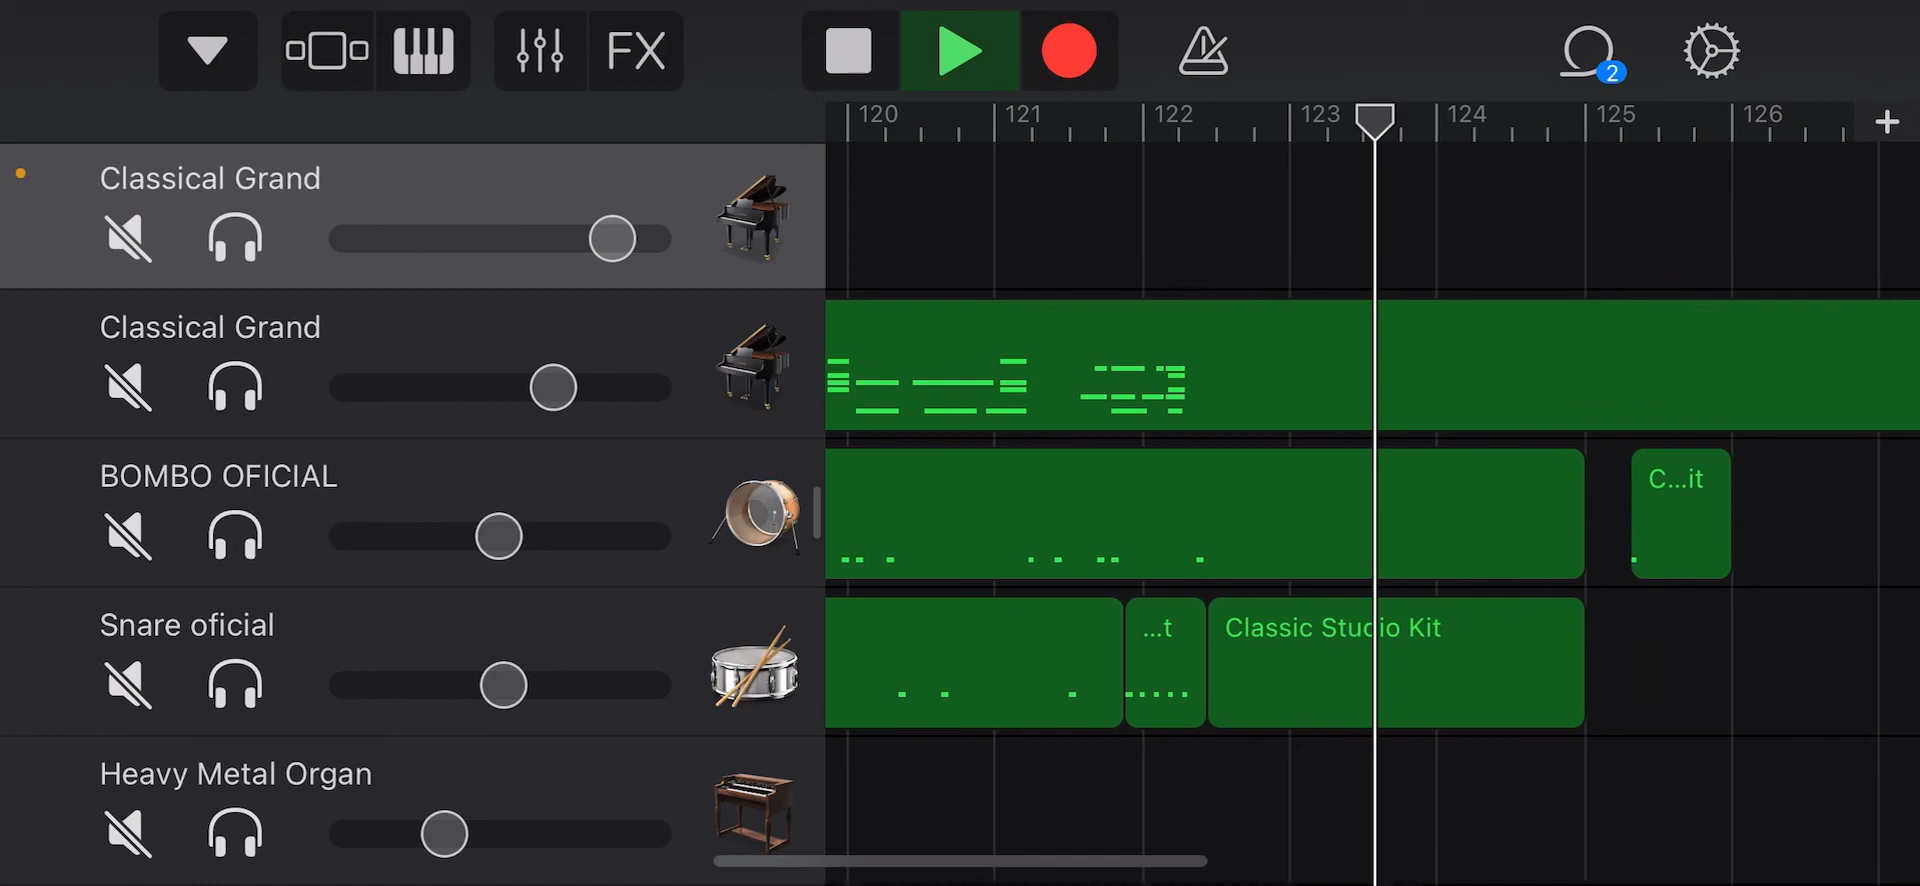 FX
2
120 121 122 123 124 125 126 +
Classical Grand
Classical Grand
BOMBO OFICIAL
C...it
Snare oficial
...t
Classic Studio Kit
Heavy Metal Organ